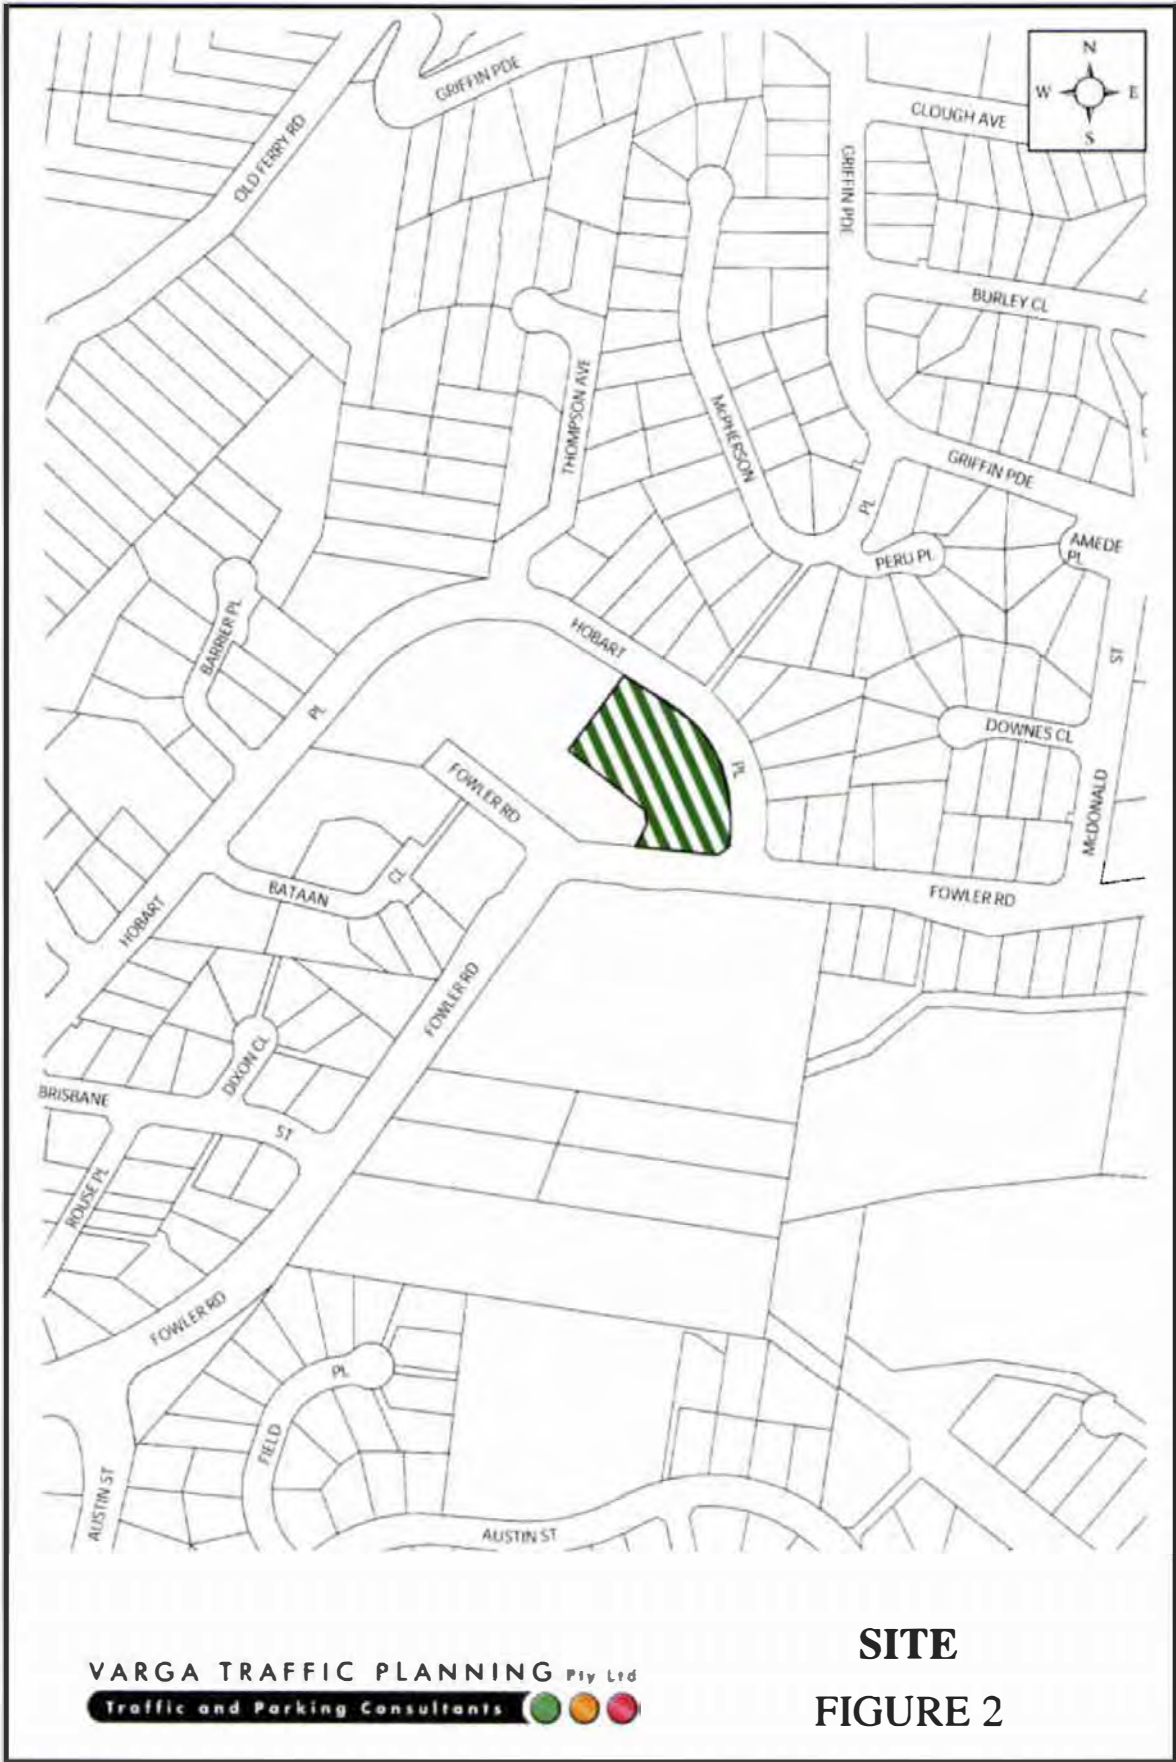 N
W E
S
GRIFFIN PDE
CLOUGH AVE
OLD FERRY RD
GRIFFIN PDE
BURLEY CL
THOMPSON AVE
McPHERSON
PL
GRIFFIN PDE
PERU PL
AMEDE
PL
BARRIER PL
HOBART
ST
PL
DOWNES CL
PL
FOWLER RD
McDONALD
CL
BATAAN
FOWLER RD
HOBART
FOWLER RD
DIXON CL
BRISBANE
ST
ROUSE PL
FOWLER RD
PL
FIELD
AUSTIN ST
AUSTIN ST
VARGA TRAFFIC PLANNING Pty Ltd
Traffic and Parking Consultants
SITE
FIGURE 2